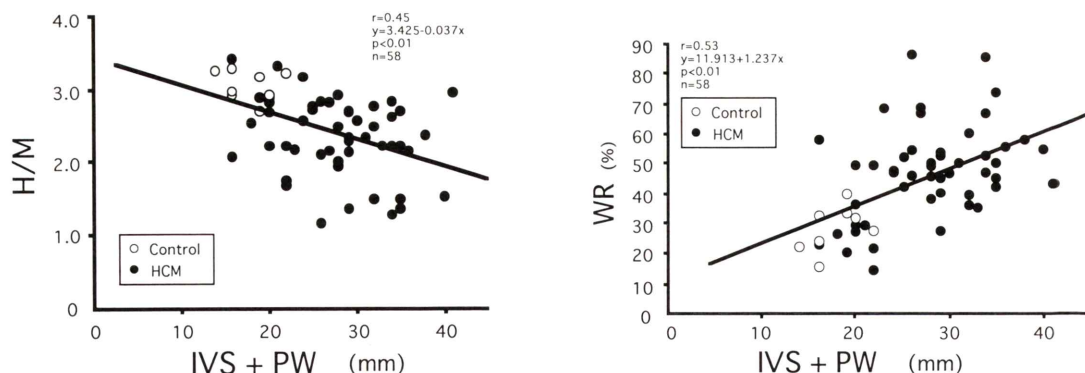 r=0.45
y=3.425-0.037x
p<0.01
n=58
4.0
3.0
2.0
1.0
0
H/M
Control
HCM
0 10 20 30 40
IVS + PW (mm)
r=0.53
y=11.913+1.237x
p<0.01
n=58
90
80
70
60
50
40
30
20
10
0
WR (%)
Control
HCM
0 10 20 30 40
IVS + PW (mm)